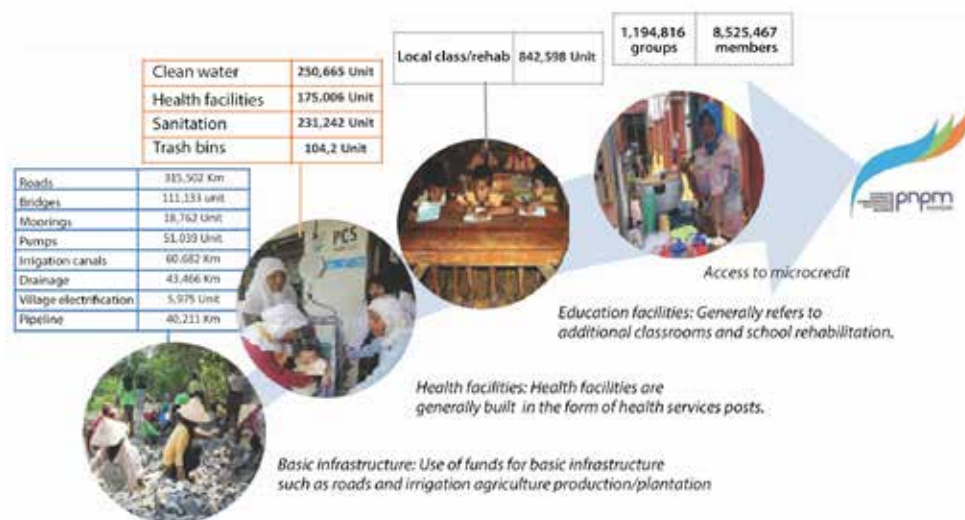 1,194,816 groups
8,525,467 members
Local class/rehab 842,598 Unit
Clean water 250,665 Unit
Health facilities 175,006 Unit
Sanitation 231,242 Unit
Trash bins 104,2 Unit
Roads 315,502 Km
Bridges 111,133 unit
Moorings 18,762 Unit
Pumps 51,039 Unit
Irrigation canals 60,682 Km
Drainage 43,466 Km
Village electrification 5,975 Unit
Pipeline 40,211 Km
PCS
pnpm
Access to microcredit
Education facilities: Generally refers to
additional classrooms and school rehabilitation.
Health facilities: Health facilities are
generally built in the form of health services posts.
Basic infrastructure: Use of funds for basic infrastructure
such as roads and irrigation agriculture production/plantation